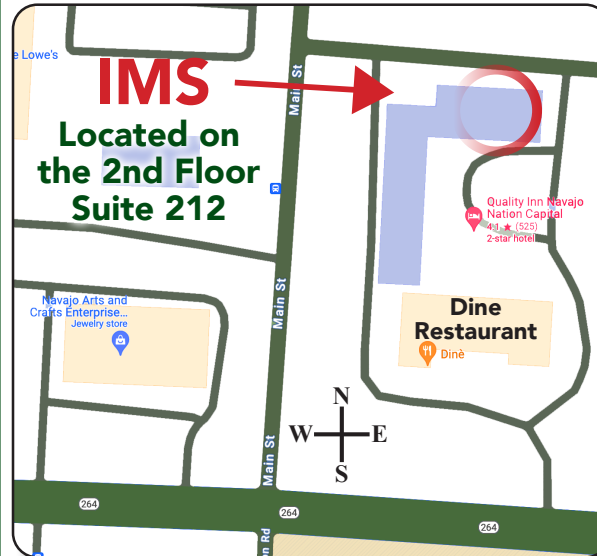 e Lowe's
IMS
Located on
the 2nd Floor
Suite 212
Main St
Quality Inn Navajo
Nation Capital
4.1 ★ (525)
2-star hotel
Main St
Navajo Arts and
Crafts Enterprise...
Jewelry store
Dine
Restaurant
Dinè
N
W E
S
Main St
264
264
264
n Rd